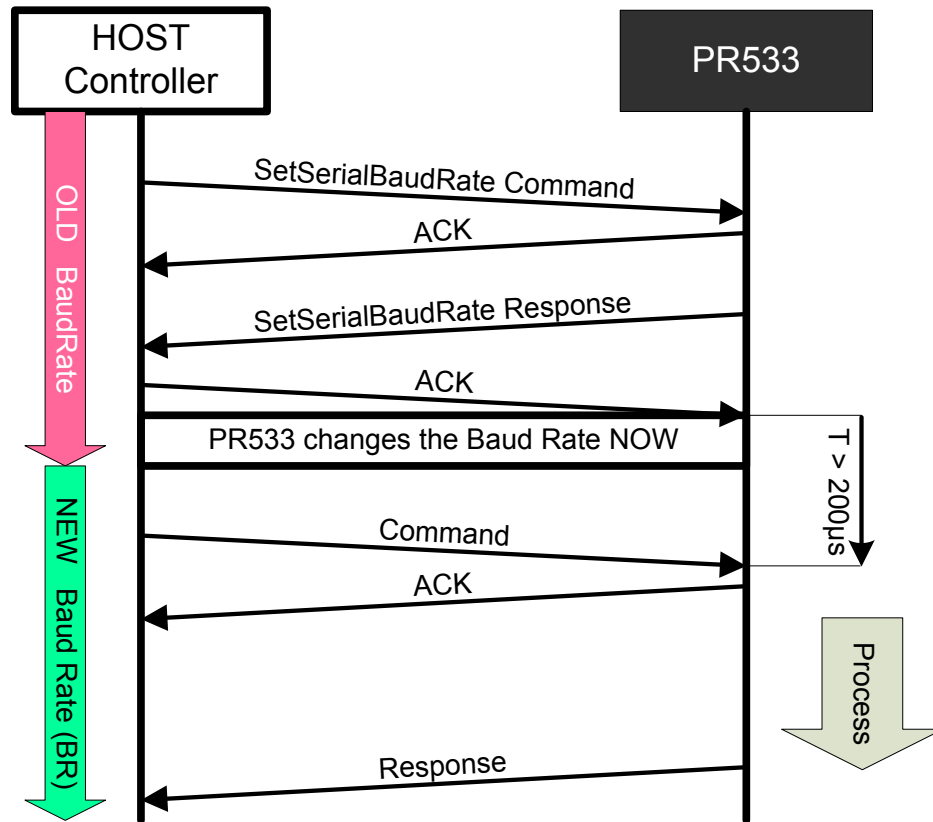 HOST
Controller
PR533
SetSerialBaudRate Command
ACK
OLD BaudRate
SetSerialBaudRate Response
ACK
PR533 changes the Baud Rate NOW
T > 200µs
NEW Baud Rate (BR)
Command
ACK
Process
Response